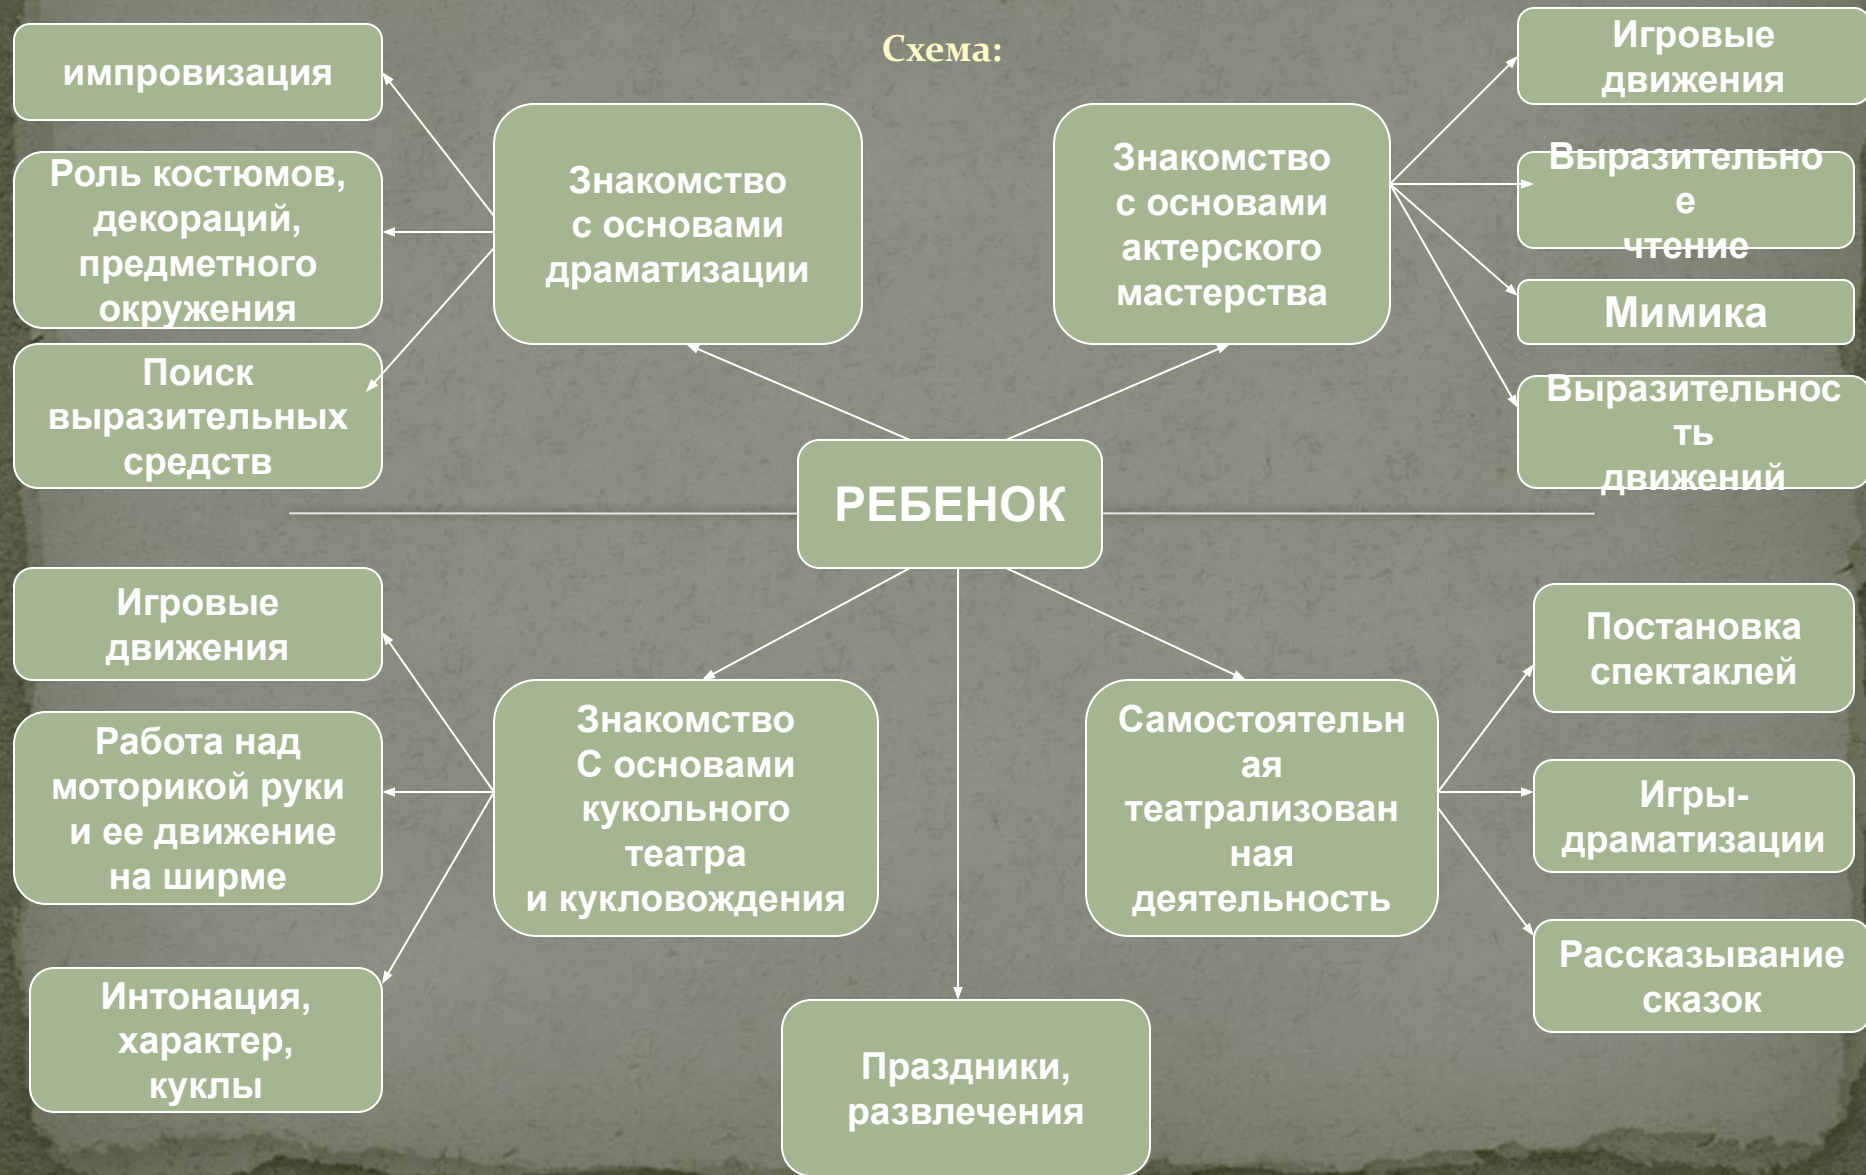 Схема:
импровизация
Роль костюмов,
декораций,
предметного
окружения
Поиск
выразительных
средств
Знакомство
с основами
драматизации
Знакомство
с основами
актерского
мастерства
Игровые
движения
Выразительно
е
чтение
Мимика
Выразительнос
ть
движений
РЕБЕНОК
Игровые
движения
Работа над
моторикой руки
и ее движение
на ширме
Интонация,
характер,
куклы
Знакомство
С основами
кукольного
театра
и кукловождения
Праздники,
развлечения
Самостоятельн
ая
театрализован
ная
деятельность
Постановка
спектаклей
Игры-
драматизации
Рассказывание
сказок